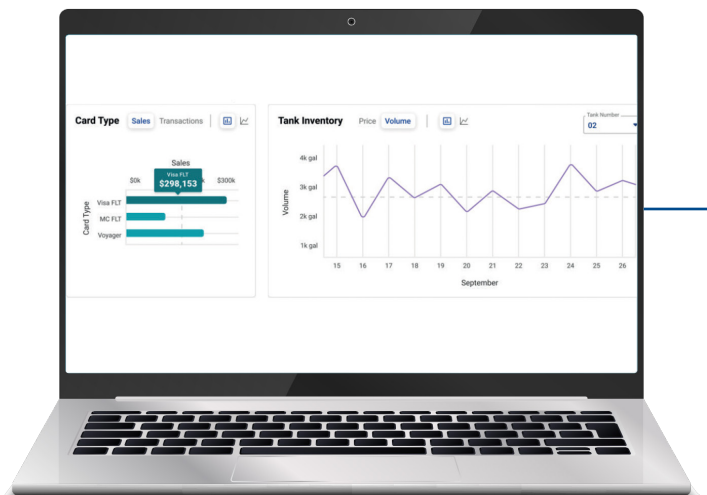 Card Type Sales Transactions
Sales
$0k k $300k
Visa FLT
$298,153
Card Type
Visa FLT
MC FLT
Voyager
Tank Inventory Price Volume
Tank Number
02
Volume
4k gal
3k gal
2k gal
1k gal
15 16 17 18 19 20 21 22 23 24 25 26
September